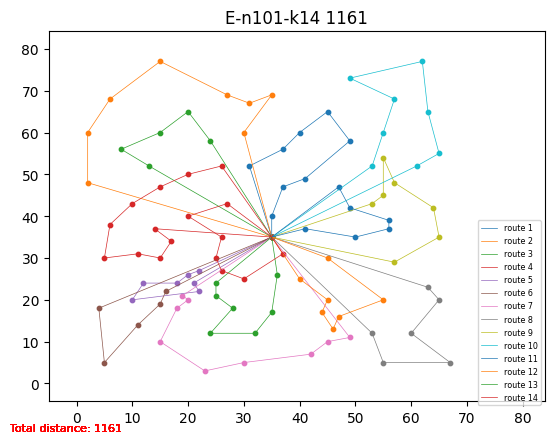 E-n101-k14 1161
80
70
60
50
40
30
20
10
0
0 10 20 30 40 50 60 70 80
route 1
route 2
route 3
route 4
route 5
route 6
route 7
route 8
route 9
route 10
route 11
route 12
route 13
route 14
Total distance: 1161